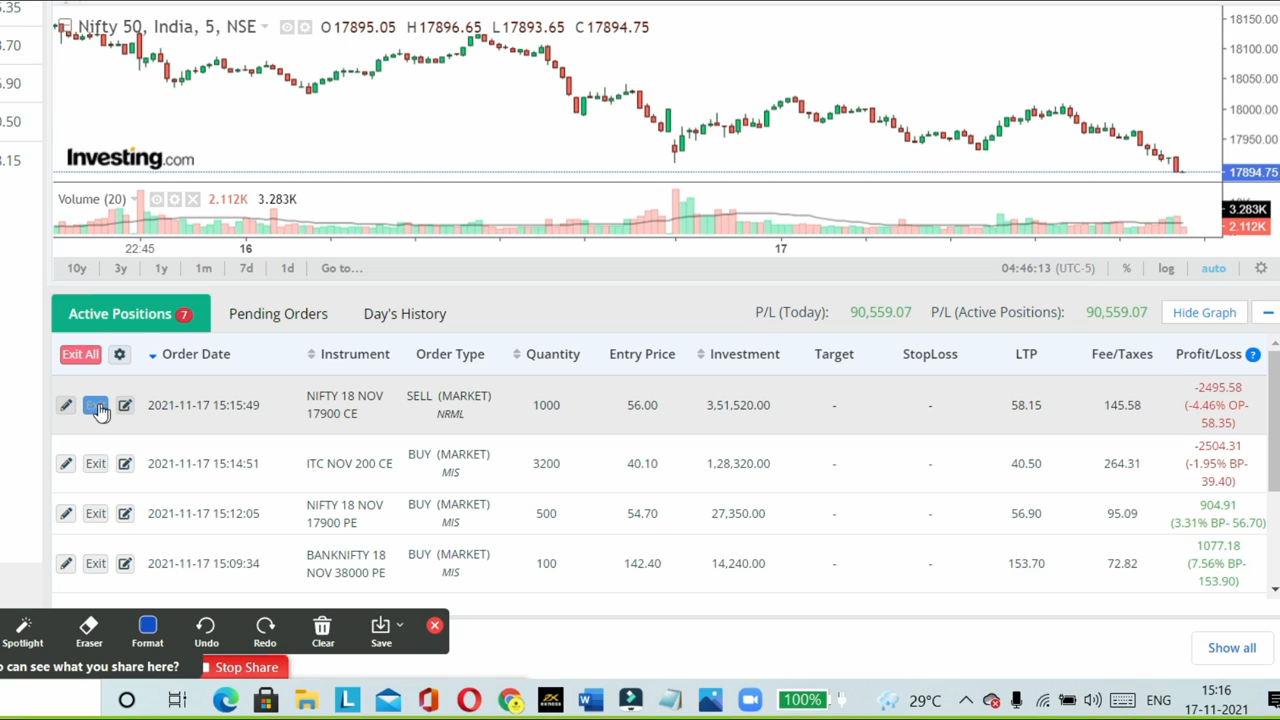 5.35
3.70
5.90
0.50
3.15
Nifty 50, India, 5, NSE O17895.05 H17896.65 L17893.65 C17894.75
18150.00
18100.00
18050.00
18000.00
17950.00
17894.75
Investing.com
Volume (20) 2.112K 3.283K
3.283K
2.112K
22:45 16 17
10y 3y 1y 1m 7d 1d Go to... 04:46:13 (UTC-5) % log auto
Active Positions 7 Pending Orders Day's History P/L (Today): 90,559.07 P/L (Active Positions): 90,559.07 Hide Graph
Exit All Order Date Instrument Order Type Quantity Entry Price Investment Target StopLoss LTP Fee/Taxes Profit/Loss ?
Exit 2021-11-17 15:15:49 NIFTY 18 NOV 17900 CE SELL (MARKET) NRML 1000 56.00 3,51,520.00 - - 58.15 145.58 -2495.58 (-4.46% OP-58.35)
Exit 2021-11-17 15:14:51 ITC NOV 200 CE BUY (MARKET) MIS 3200 40.10 1,28,320.00 - - 40.50 264.31 -2504.31 (-1.95% BP-39.40)
Exit 2021-11-17 15:12:05 NIFTY 18 NOV 17900 PE BUY (MARKET) MIS 500 54.70 27,350.00 - - 56.90 95.09 904.91 (3.31% BP- 56.70)
Exit 2021-11-17 15:09:34 BANKNIFTY 18 NOV 38000 PE BUY (MARKET) MIS 100 142.40 14,240.00 - - 153.70 72.82 1077.18 (7.56% BP-153.90)
Spotlight Eraser Format Undo Redo Clear Save
o can see what you share here? Stop Share
Show all
100% 29°C ENG 15:16
17-11-2021